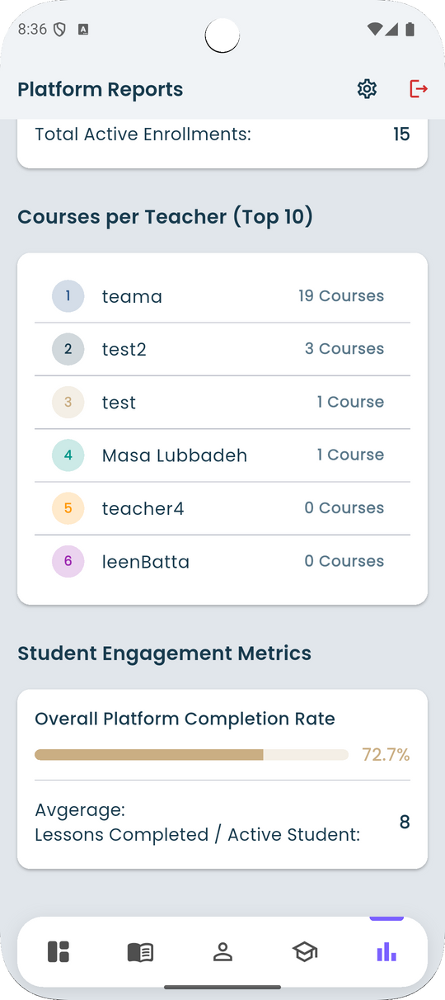 8:36
Platform Reports
Total Active Enrollments: 15
Courses per Teacher (Top 10)
1 teama 19 Courses
2 test2 3 Courses
3 test 1 Course
4 Masa Lubbadeh 1 Course
5 teacher4 0 Courses
6 leenBatta 0 Courses
Student Engagement Metrics
Overall Platform Completion Rate
72.7%
Avgerage:
Lessons Completed / Active Student: 8